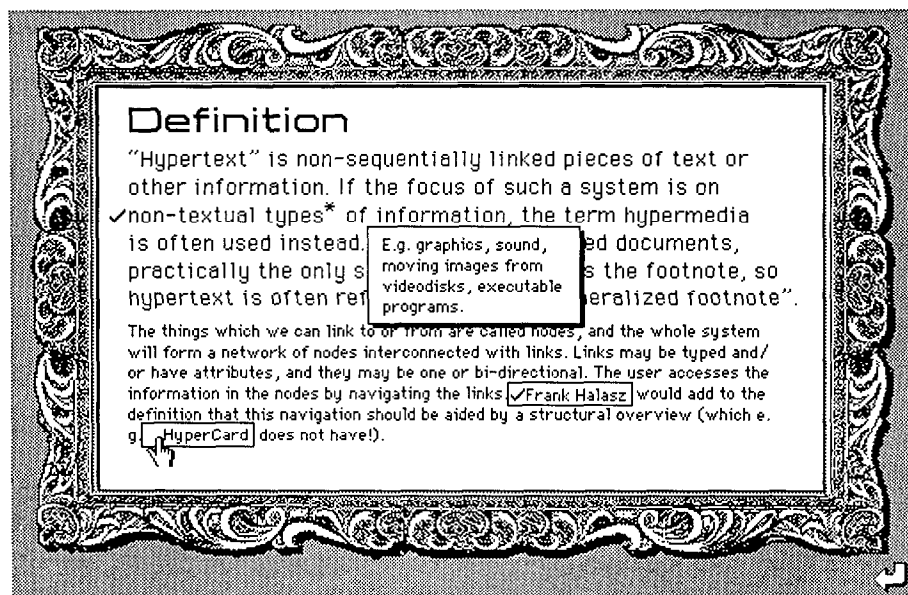 Definition
"Hypertext" is non-sequentially linked pieces of text or
other information. If the focus of such a system is on
✓non-textual types* of information, the term hypermedia
is often used instead. ed documents,
practically the only s s the footnote, so
hypertext is often ref eralized footnote".
E.g. graphics, sound,
moving images from
videodisks, executable
programs.
The things which we can link to or from are called nodes, and the whole system
will form a network of nodes interconnected with links. Links may be typed and/
or have attributes, and they may be one or bi-directional. The user accesses the
information in the nodes by navigating the links ✓Frank Halasz would add to the
definition that this navigation should be aided by a structural overview (which e.
g. HyperCard does not have!).